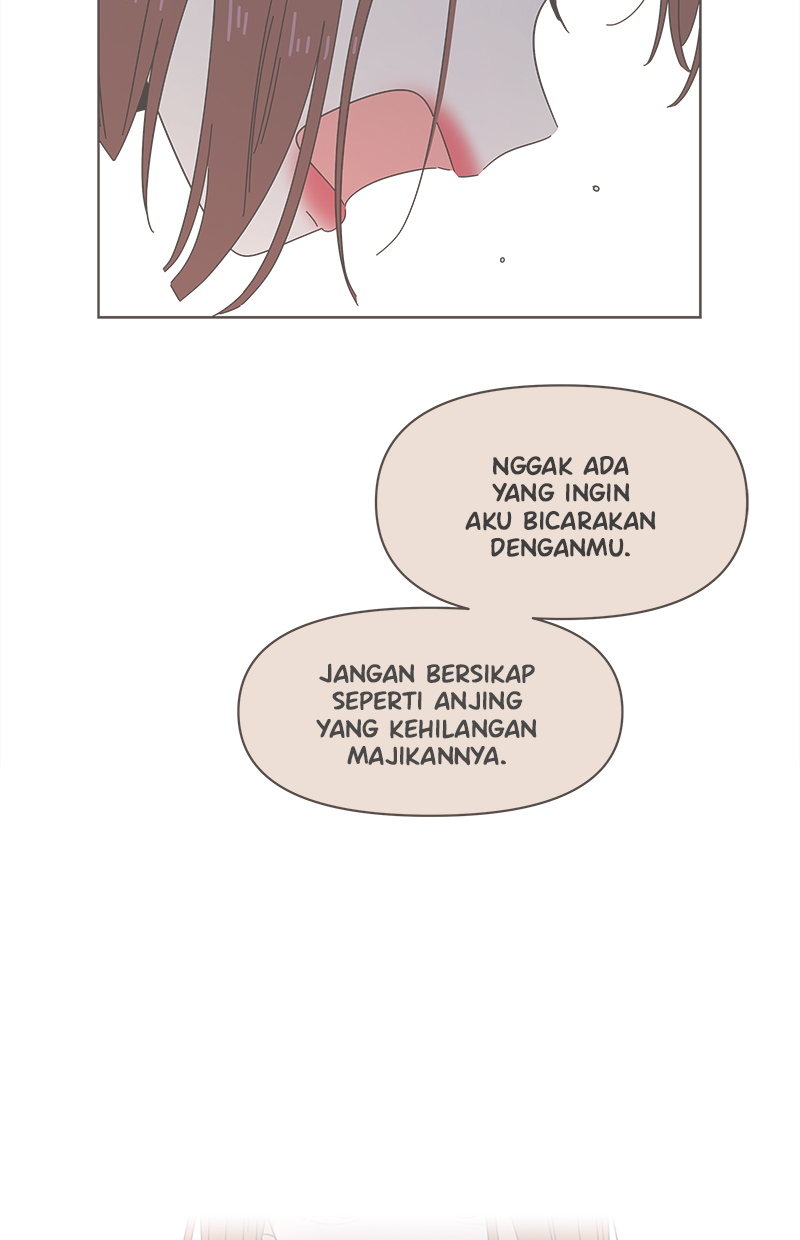 NGGAK ADA
YANG INGIN
AKU BICARAKAN
DENGANMU.
JANGAN BERSIKAP
SEPERTI ANJING
YANG KEHILANGAN
MAJIKANNYA.